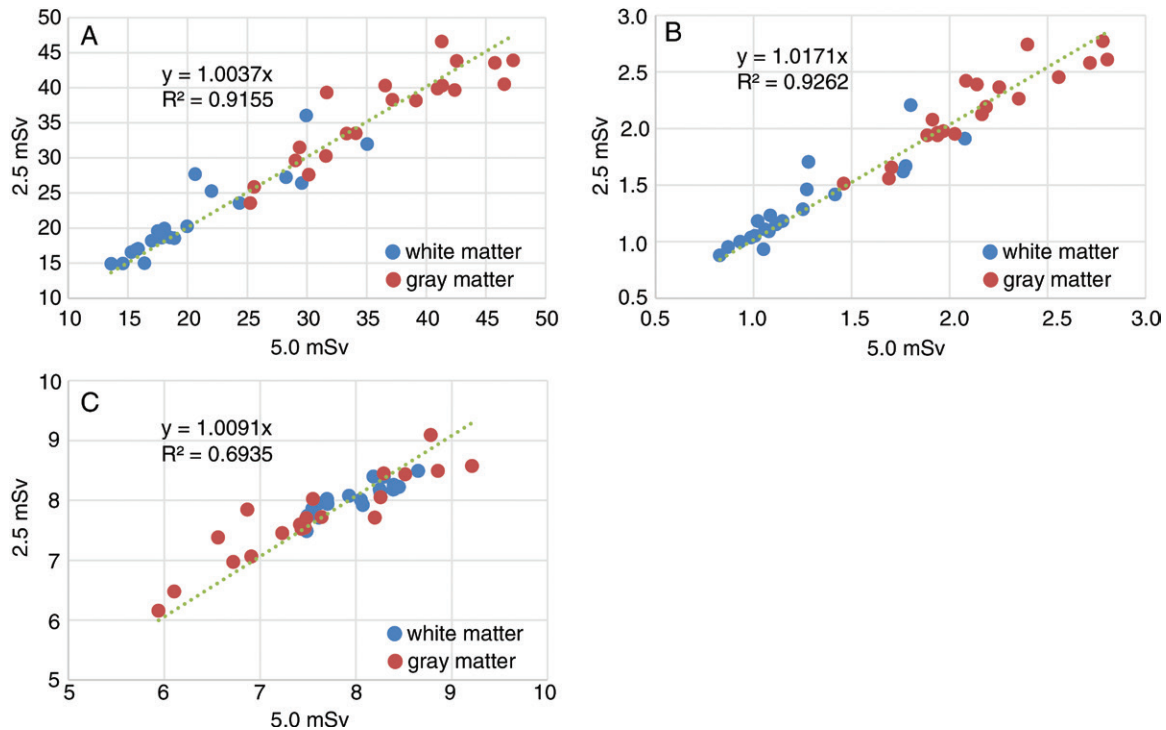 A
y = 1.0037x
R² = 0.9155
50
45
40
35
30
25
20
15
10
2.5 mSv
white matter
gray matter
10 15 20 25 30 35 40 45 50
5.0 mSv
B
y = 1.0171x
R² = 0.9262
3.0
2.5
2.0
1.5
1.0
0.5
2.5 mSv
white matter
gray matter
0.5 1.0 1.5 2.0 2.5 3.0
5.0 mSv
C
y = 1.0091x
R² = 0.6935
10
9
8
7
6
5
2.5 mSv
white matter
gray matter
5 6 7 8 9 10
5.0 mSv